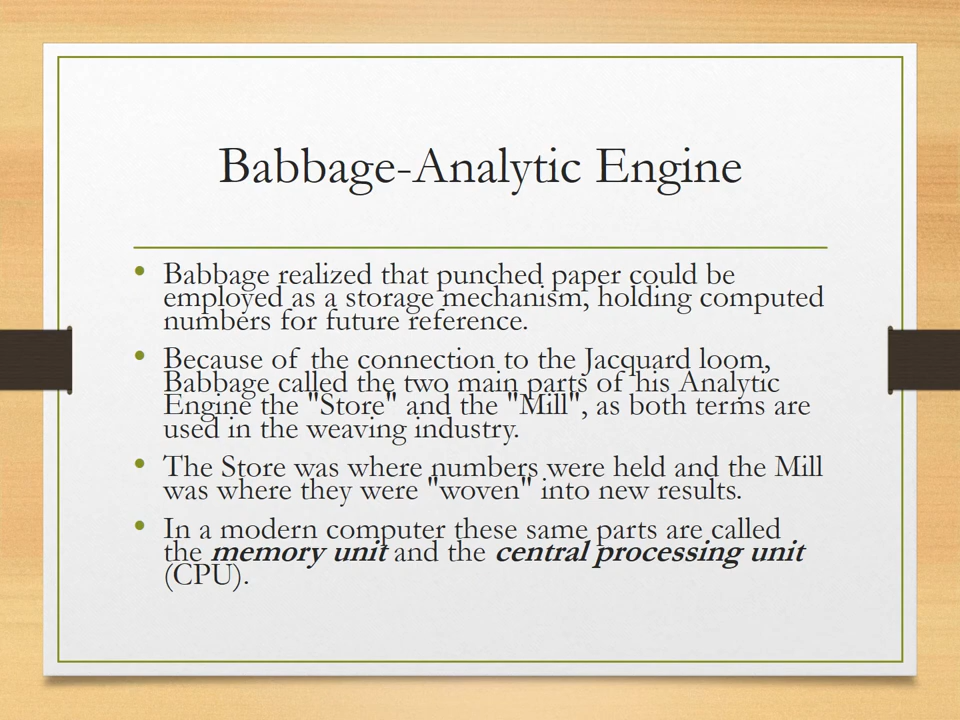 Babbage-Analytic Engine
• Babbage realized that punched paper could be
employed as a storage mechanism, holding computed
numbers for future reference.
• Because of the connection to the Jacquard loom,
Babbage called the two main parts of his Analytic
Engine the "Store" and the "Mill", as both terms are
used in the weaving industry.
• The Store was where numbers were held and the Mill
was where they were "woven" into new results.
• In a modern computer these same parts are called
the memory unit and the central processing unit
(CPU).